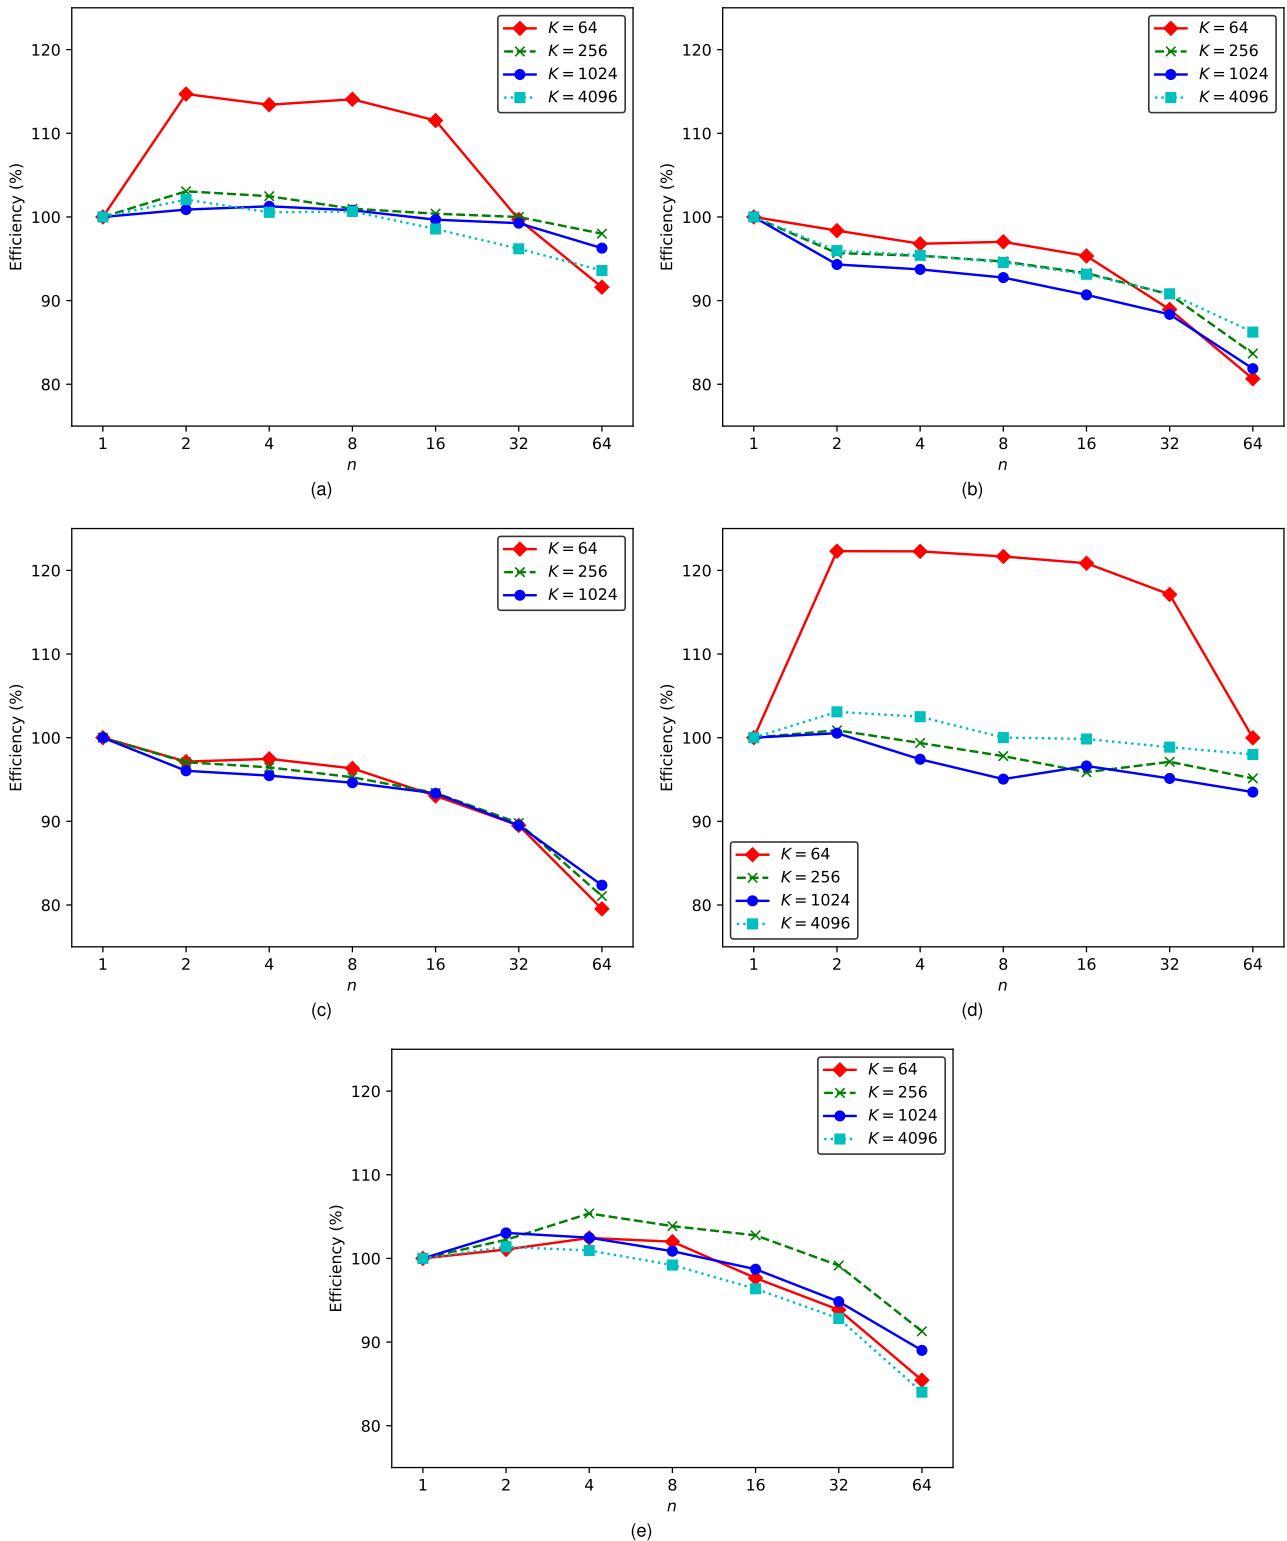 120
110
100
90
80
Efficiency (%)
K = 64
K = 256
K = 1024
K = 4096
1 2 4 8 16 32 64
n
(a)
120
110
100
90
80
Efficiency (%)
K = 64
K = 256
K = 1024
K = 4096
1 2 4 8 16 32 64
n
(b)
120
110
100
90
80
Efficiency (%)
K = 64
K = 256
K = 1024
1 2 4 8 16 32 64
n
(c)
120
110
100
90
80
Efficiency (%)
K = 64
K = 256
K = 1024
K = 4096
1 2 4 8 16 32 64
n
(d)
120
110
100
90
80
Efficiency (%)
K = 64
K = 256
K = 1024
K = 4096
1 2 4 8 16 32 64
n
(e)